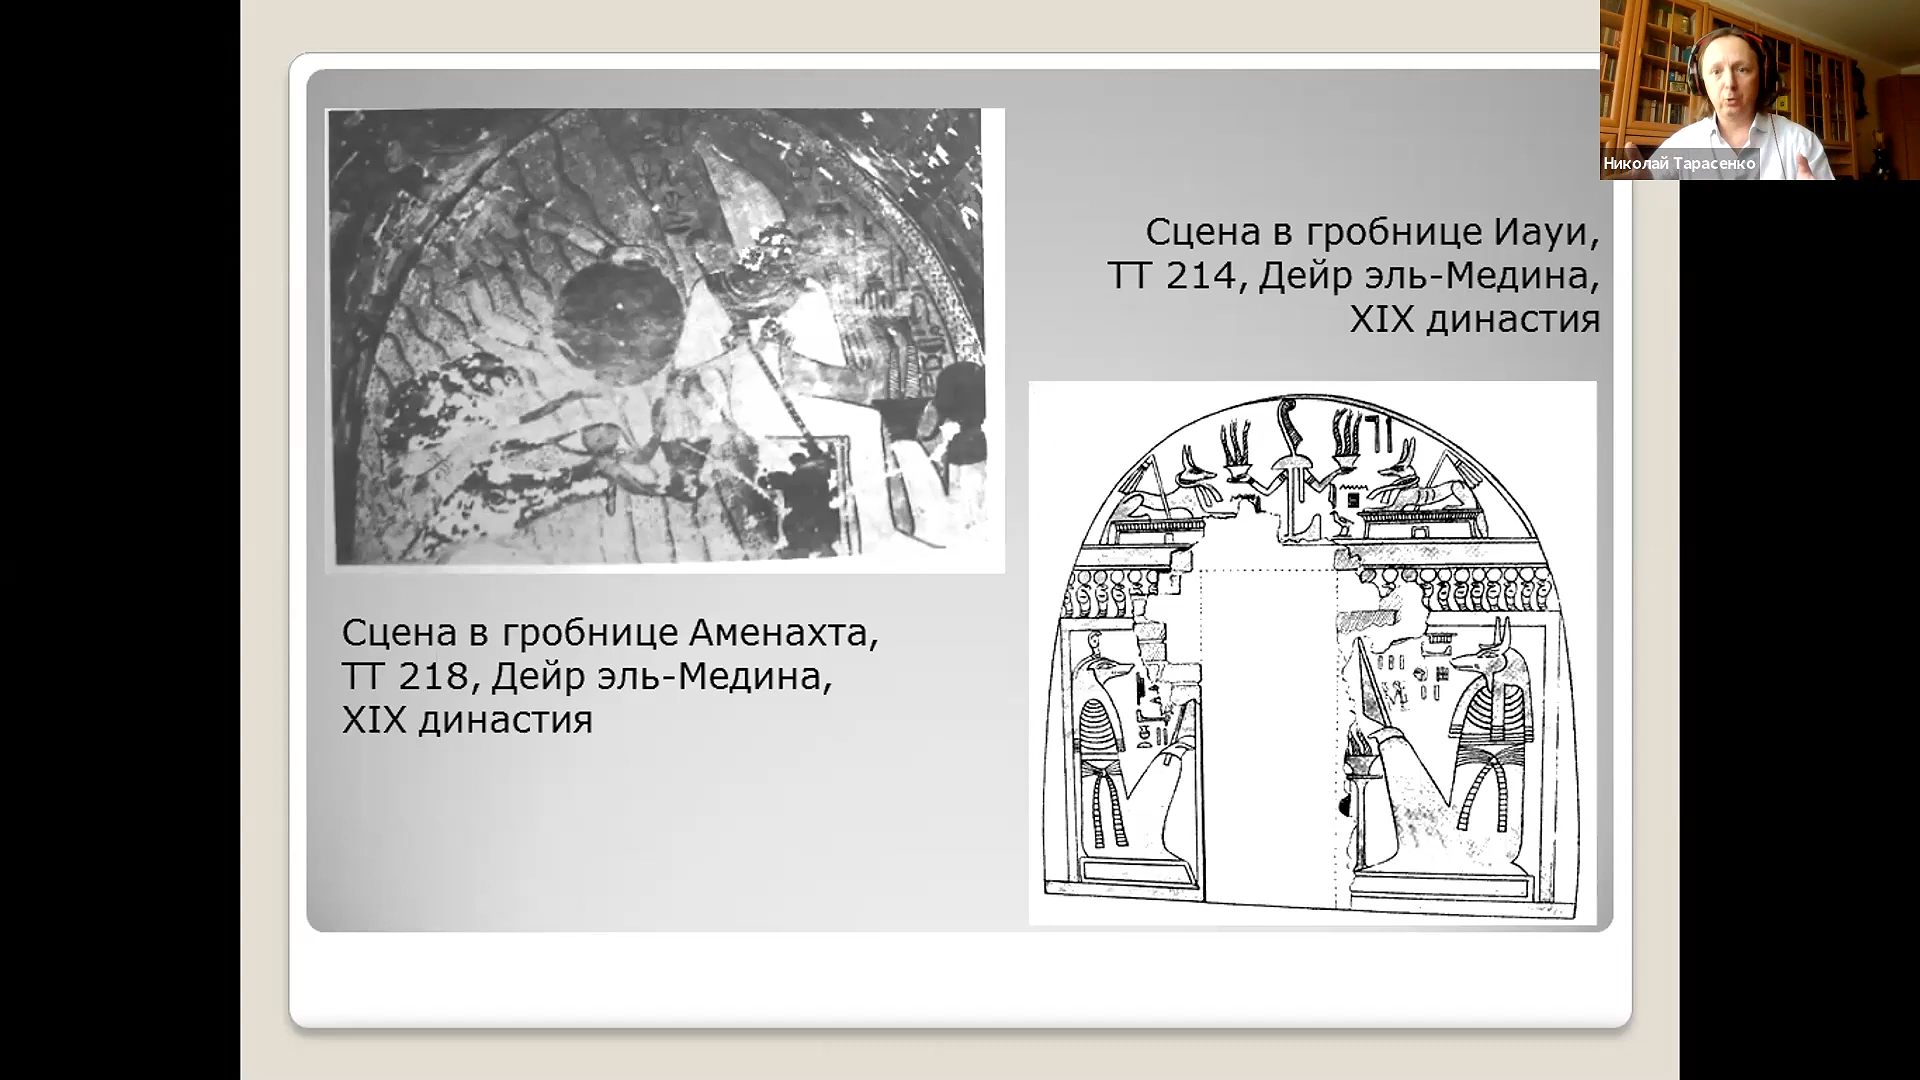 Николай Тарасенко
Сцена в гробнице Иауи,
ТТ 214, Дейр эль-Медина,
XIX династия
Сцена в гробнице Аменахта,
ТТ 218, Дейр эль-Медина,
XIX династия